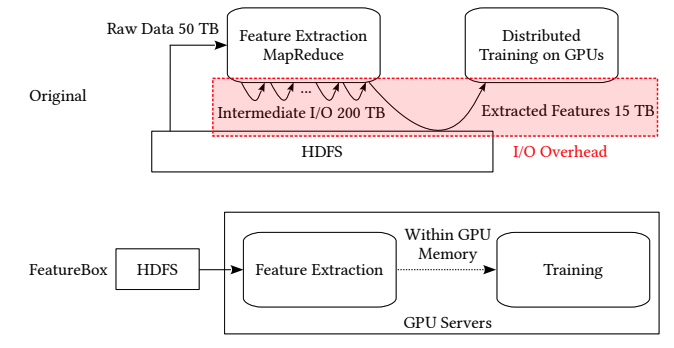 Raw Data 50 TB
Feature Extraction
MapReduce
Distributed
Training on GPUs
Original
...
Intermediate I/O 200 TB
Extracted Features 15 TB
HDFS
I/O Overhead
FeatureBox
HDFS
Feature Extraction
Within GPU
Memory
Training
GPU Servers